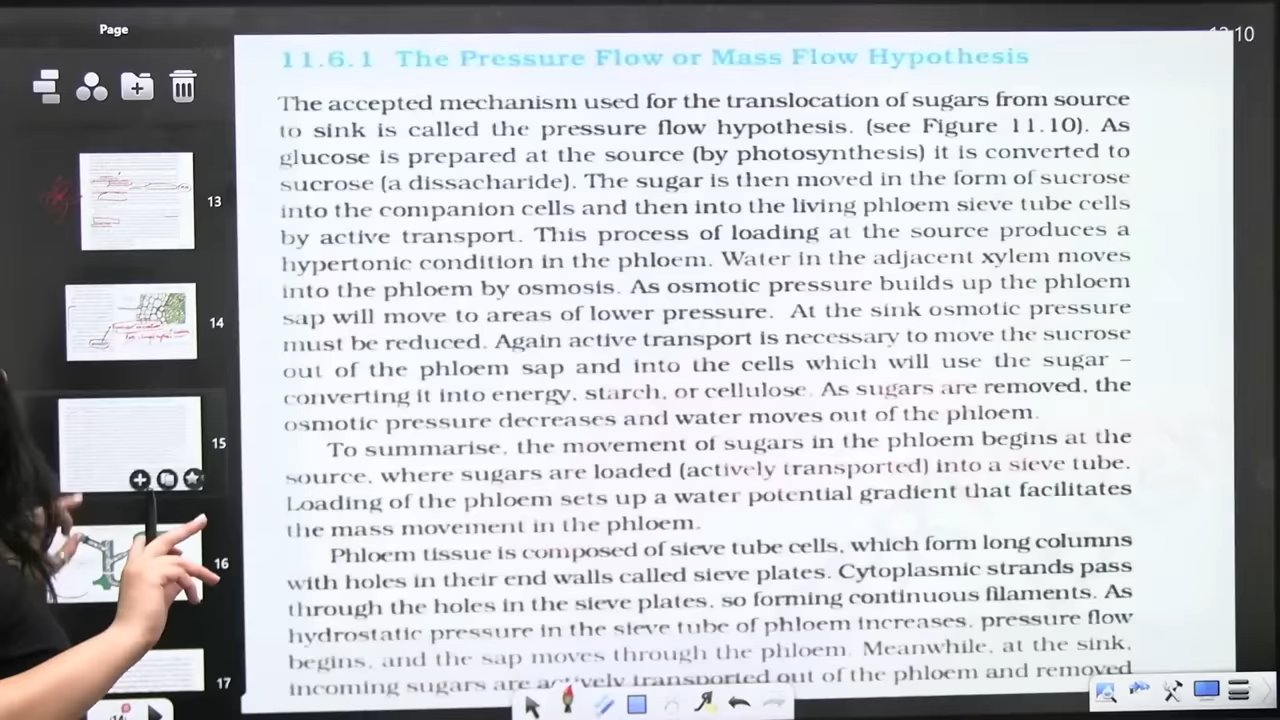 Page
13:10
11.6.1 The Pressure Flow or Mass Flow Hypothesis
The accepted mechanism used for the translocation of sugars from source
to sink is called the pressure flow hypothesis. (see Figure 11.10). As
glucose is prepared at the source (by photosynthesis) it is converted to
sucrose (a dissacharide). The sugar is then moved in the form of sucrose
into the companion cells and then into the living phloem sieve tube cells
by active transport. This process of loading at the source produces a
hypertonic condition in the phloem. Water in the adjacent xylem moves
into the phloem by osmosis. As osmotic pressure builds up the phloem
sap will move to areas of lower pressure. At the sink osmotic pressure
must be reduced. Again active transport is necessary to move the sucrose
out of the phloem sap and into the cells which will use the sugar –
converting it into energy, starch, or cellulose. As sugars are removed, the
osmotic pressure decreases and water moves out of the phloem.
To summarise, the movement of sugars in the phloem begins at the
source, where sugars are loaded (actively transported) into a sieve tube.
Loading of the phloem sets up a water potential gradient that facilitates
the mass movement in the phloem.
Phloem tissue is composed of sieve tube cells, which form long columns
with holes in their end walls called sieve plates. Cytoplasmic strands pass
through the holes in the sieve plates, so forming continuous filaments. As
hydrostatic pressure in the sieve tube of phloem increases, pressure flow
begins, and the sap moves through the phloem. Meanwhile, at the sink,
incoming sugars are actively transported out of the phloem and removed
13
14
15
16
17